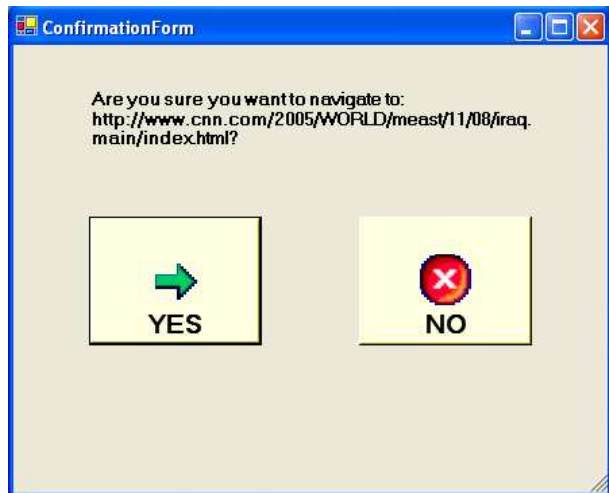 ConfirmationForm
Are you sure you want to navigate to:
http://www.cnn.com/2005/WORLD/meast/11/08/iraq.
main/index.html?
YES
NO